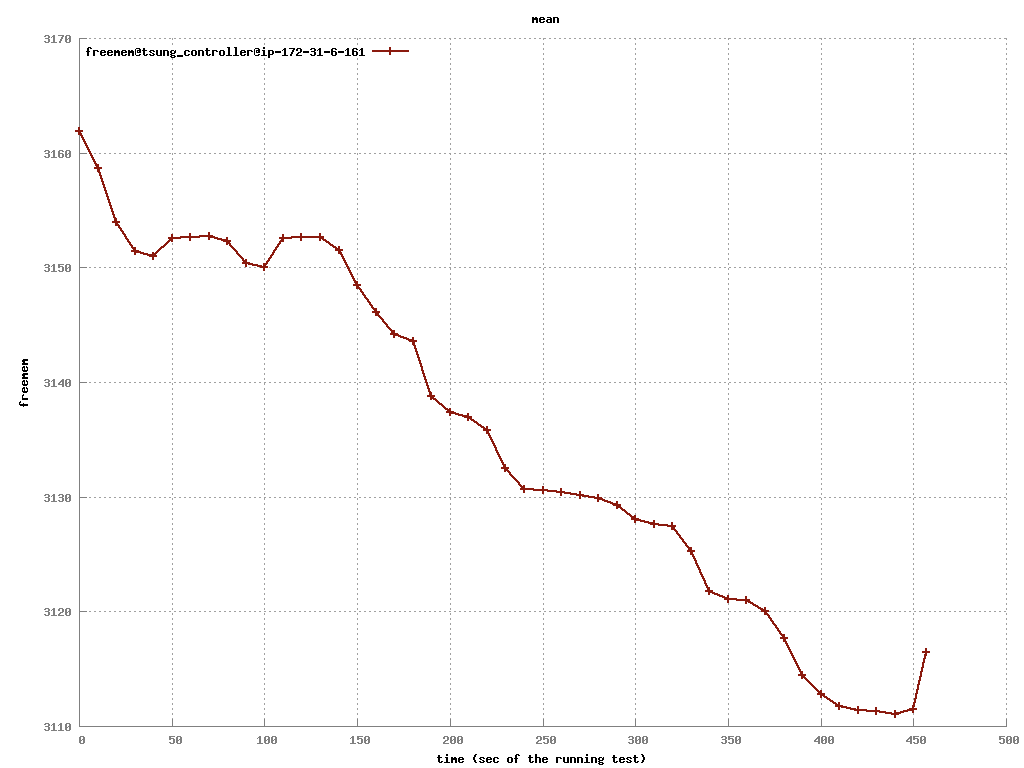 mean
3170
freemem@tsung_controller@ip-172-31-6-161
3160
3150
freemem
3140
3130
3120
3110
0 50 100 150 200 250 300 350 400 450 500
time (sec of the running test)